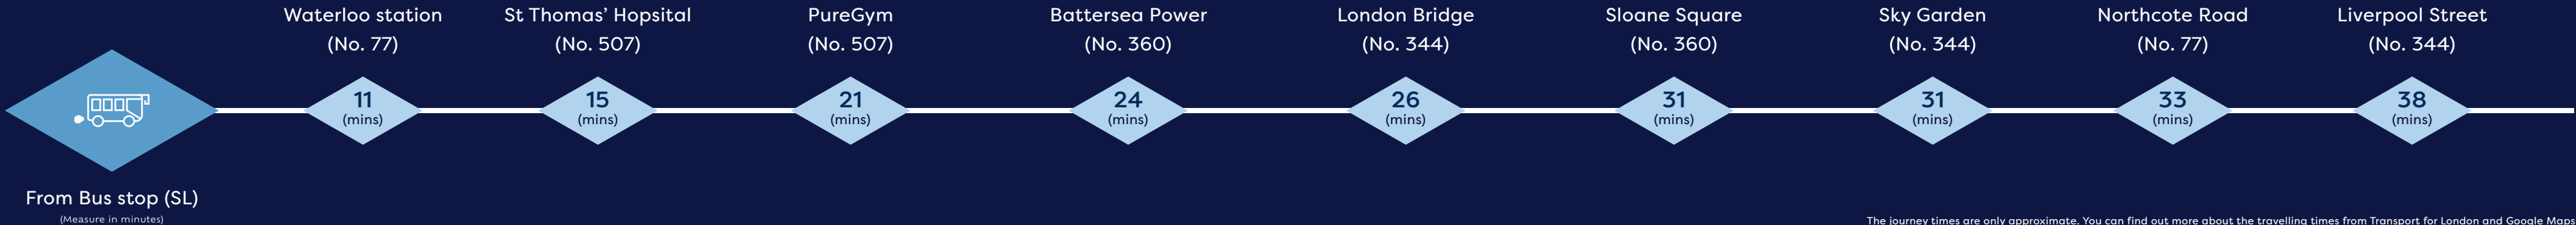 Waterloo station
(No. 77)
St Thomas’ Hopsital
(No. 507)
PureGym
(No. 507)
Battersea Power
(No. 360)
London Bridge
(No. 344)
Sloane Square
(No. 360)
Sky Garden
(No. 344)
Northcote Road
(No. 77)
Liverpool Street
(No. 344)
11
(mins)
15
(mins)
21
(mins)
24
(mins)
26
(mins)
31
(mins)
31
(mins)
33
(mins)
38
(mins)
From Bus stop (SL)
(Measure in minutes)
The journey times are only approximate. You can find out more about the travelling times from Transport for London and Google Maps